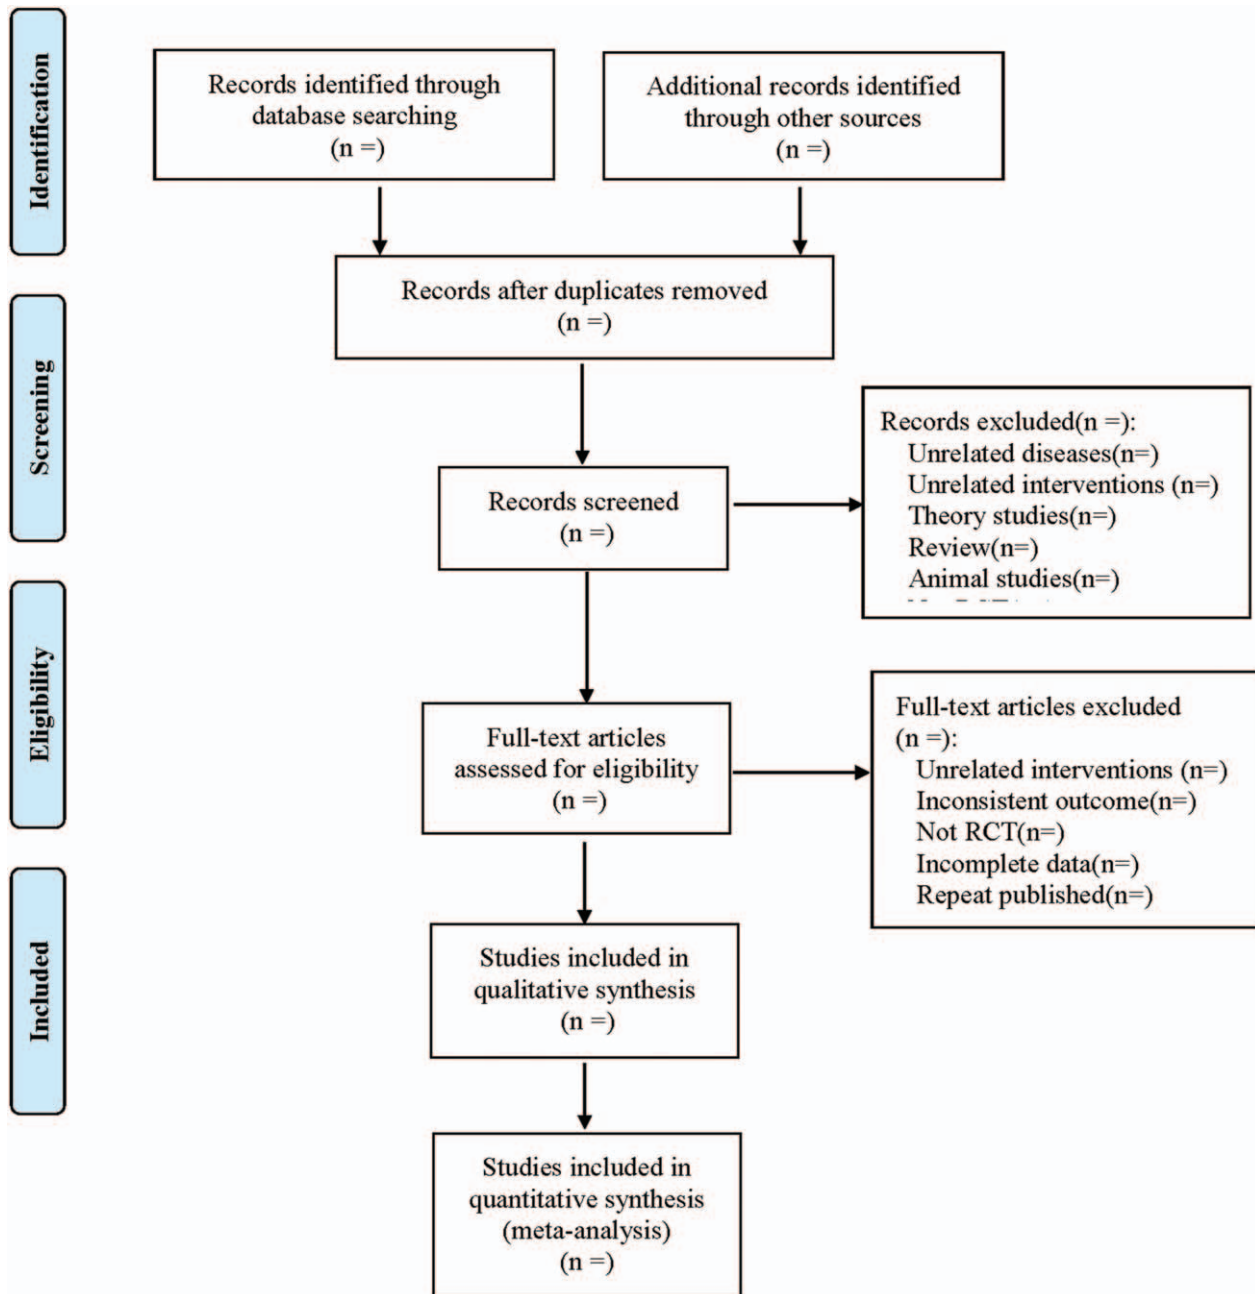 Identification
Records identified through
database searching
(n =)
Additional records identified
through other sources
(n =)
Records after duplicates removed
(n =)
Screening
Records screened
(n =)
Records excluded(n =):
Unrelated diseases(n=)
Unrelated interventions (n=)
Theory studies(n=)
Review(n=)
Animal studies(n=)
Eligibility
Full-text articles
assessed for eligibility
(n =)
Full-text articles excluded
(n =):
Unrelated interventions (n=)
Inconsistent outcome(n=)
Not RCT(n=)
Incomplete data(n=)
Repeat published(n=)
Included
Studies included in
qualitative synthesis
(n =)
Studies included in
quantitative synthesis
(meta-analysis)
(n =)